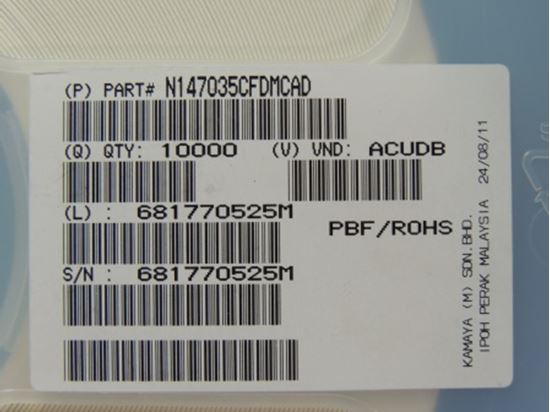 (P) PART# N147035CFDMCAD
(Q) QTY: 10000 (V) VND: ACUDB
(L) : 681770525M
PBF/ROHS
S/N : 681770525M
KAMAYA (M) SDN.BHD.
IPOH PERAK MALAYSIA 24/08/11